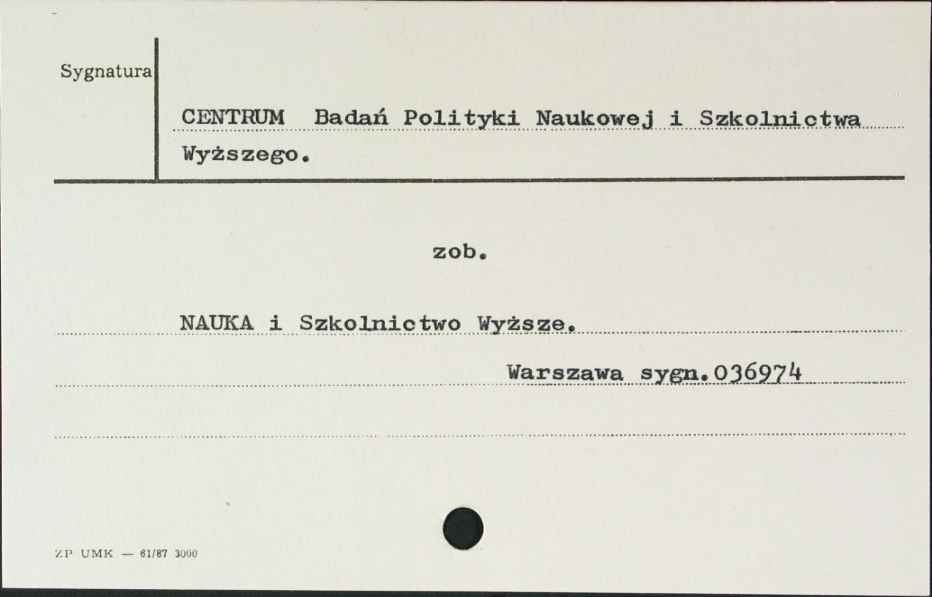 Sygnatura
CENTRUM Badań Polityki Naukowej i Szkolnictwa
Wyższego.
zob.
NAUKA i Szkolnictwo Wyższe.
Warszawa sygn. 036974
ZP UMK — 61/87 3000